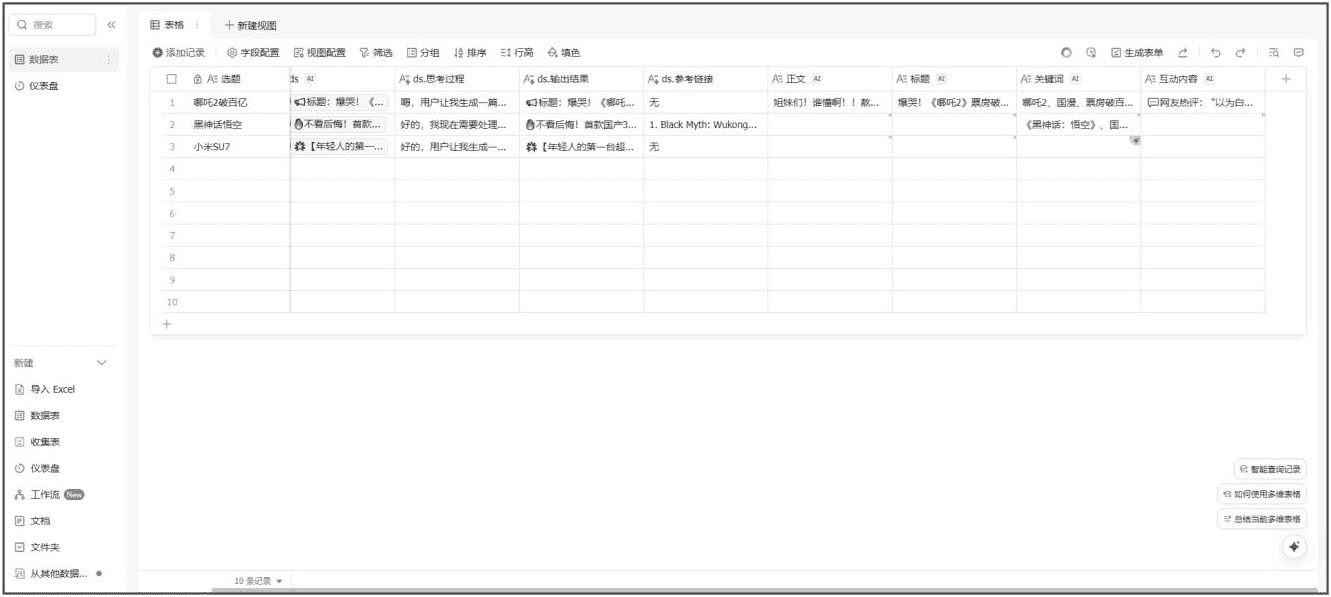 搜索
数据表
仪表盘
新建
导入 Excel
数据表
收集表
仪表盘
工作流 New
文档
文件夹
从其他数据...
表格 + 新建视图
添加记录 字段配置 视图配置 筛选 分组 排序 行高 填色 生成表单
选题 ds AI ds.思考过程 ds.输出结果 ds.参考链接 正文 AI 标题 AI 关键词 AI 互动内容 AI +
1 哪吒2破百亿 标题：爆哭！《... 嗯，用户让我生成一篇... 标题：爆哭！《哪吒... 无 姐妹们！谁懂啊！！敖... 爆哭！《哪吒2》票房破... 哪吒2、国漫、票房破百... 网友热评："以为白...
2 黑神话悟空 不看后悔！首款... 好的，我现在需要处理... 不看后悔！首款国产3... 1. Black Myth: Wukong... 《黑神话：悟空》、国...
3 小米SU7 【年轻人的第一... 好的，用户让我生成一... 【年轻人的第一台超... 无
4
5
6
7
8
9
10
+
智能查询记录
如何使用多维表格
总结当前多维表格
10 条记录